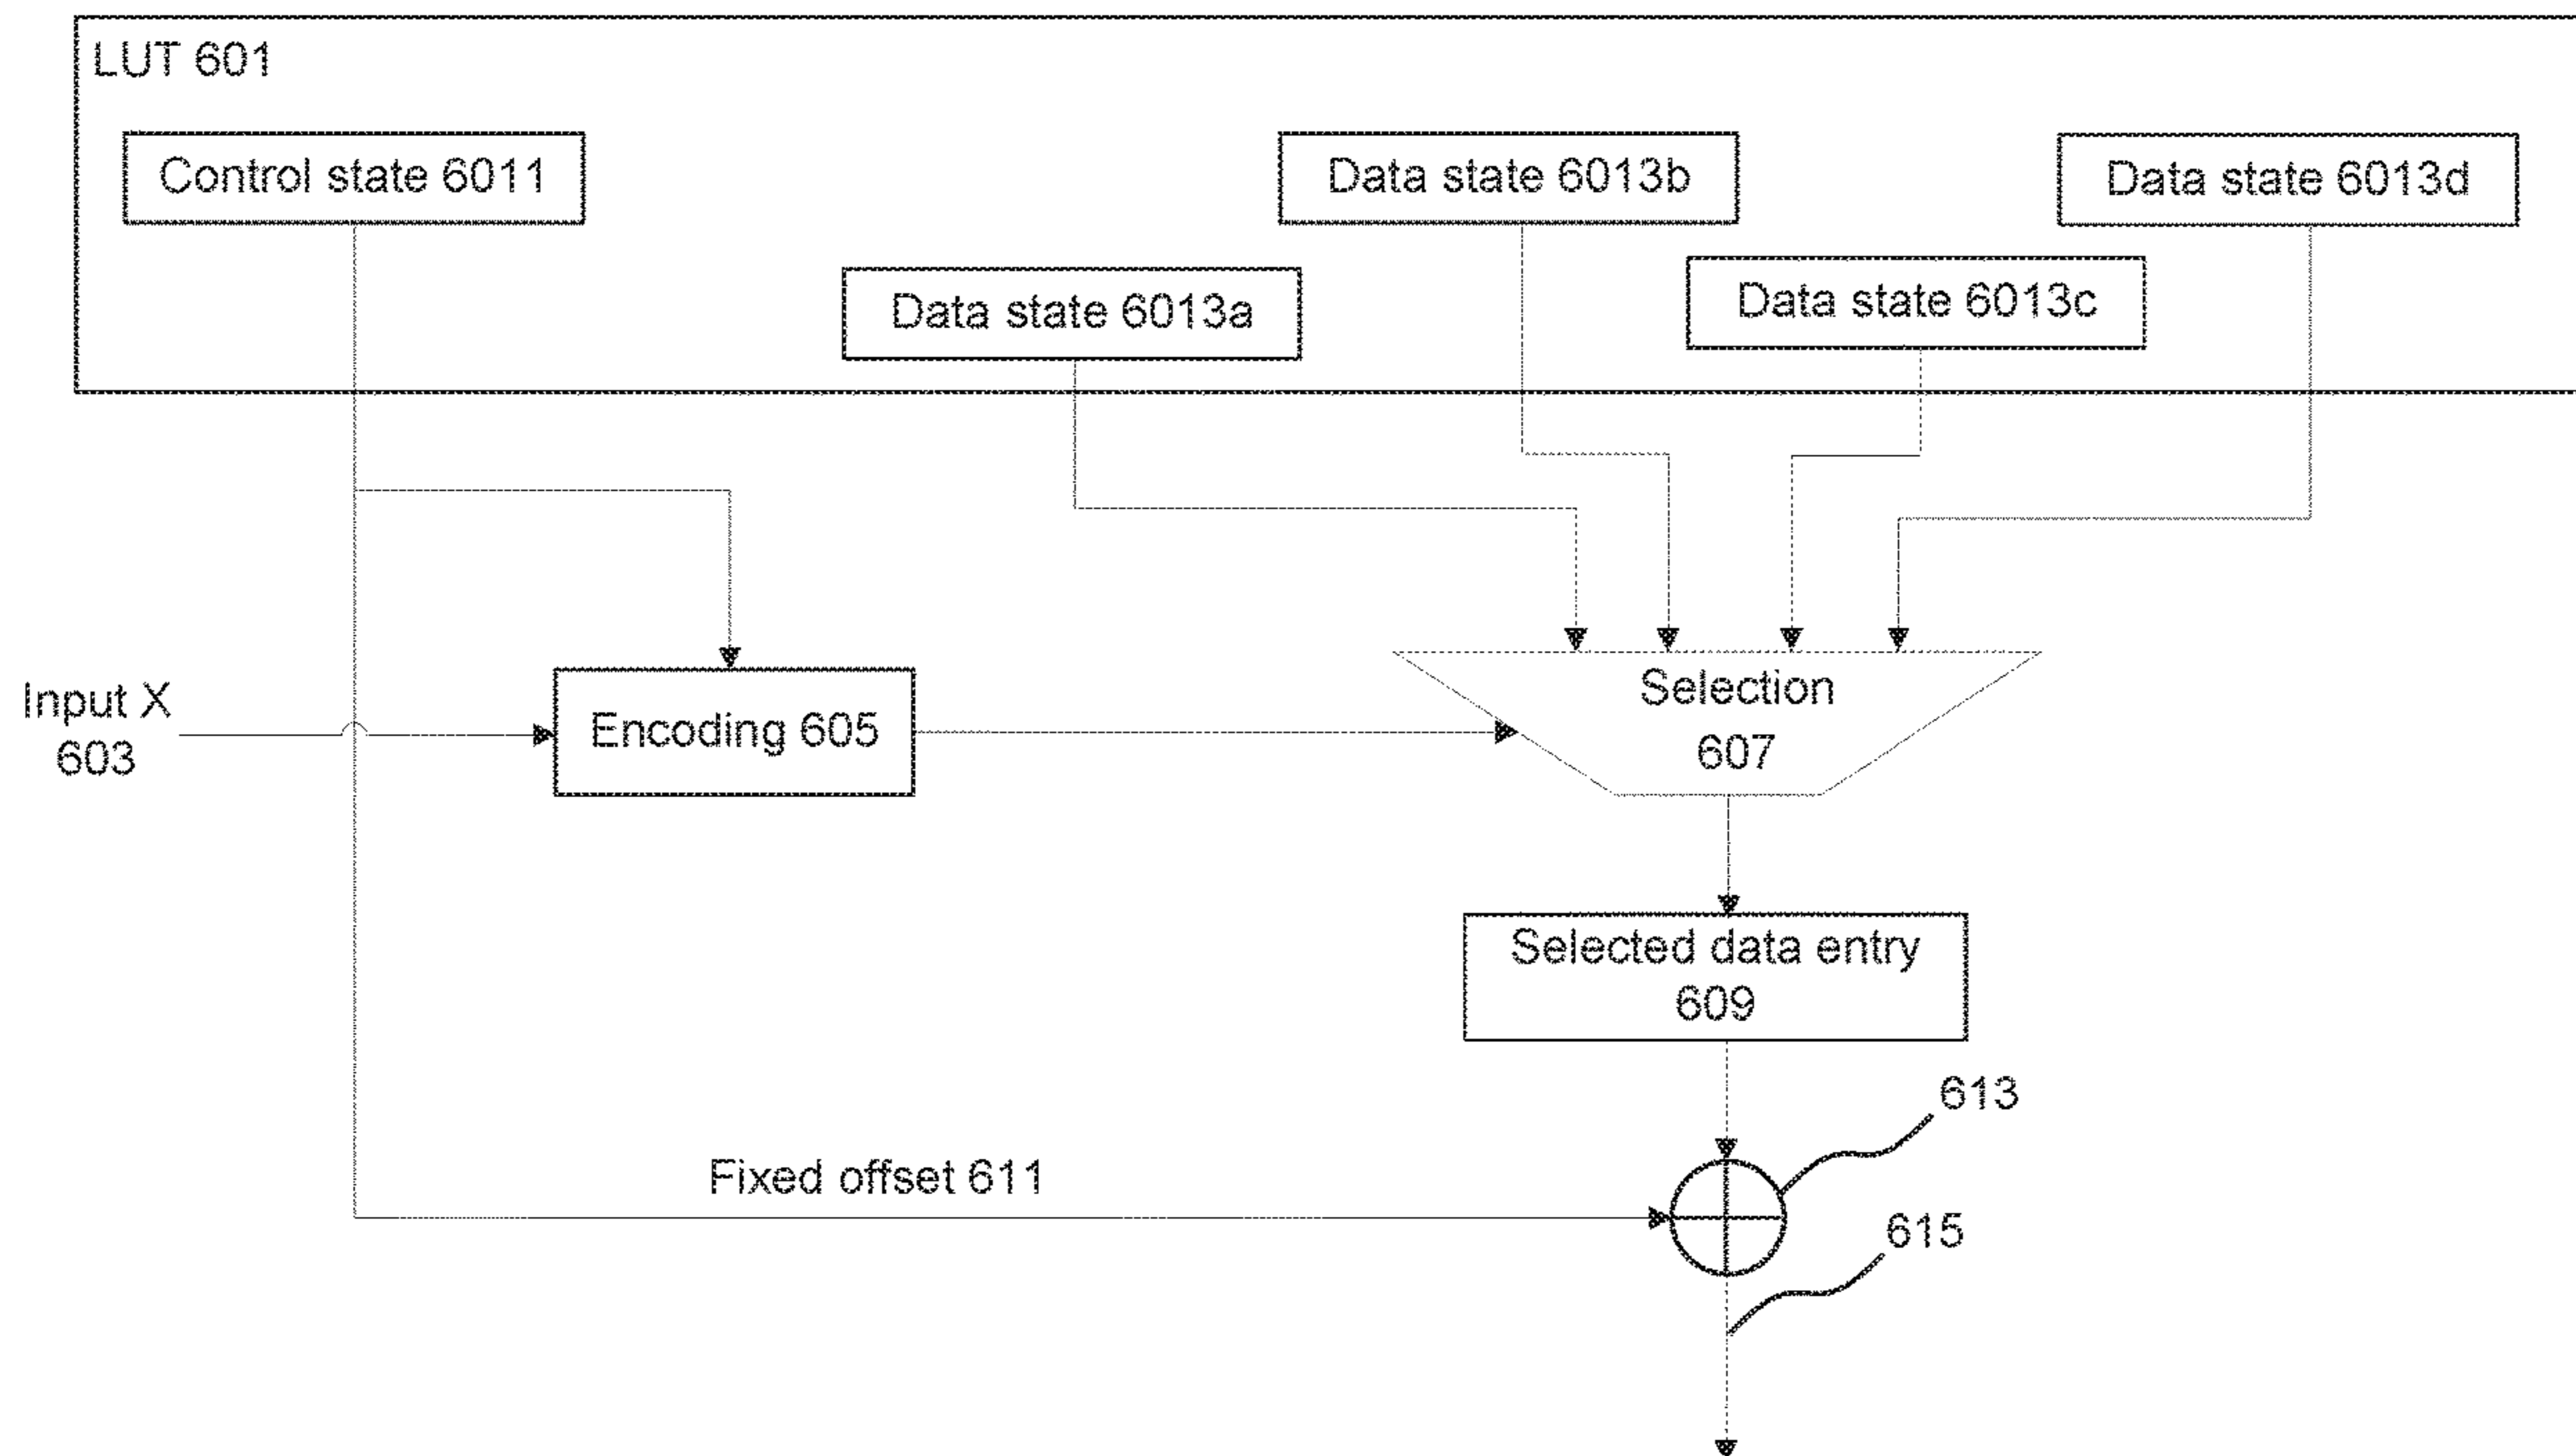 LUT 601
Control state 6011
Data state 6013b
Data state 6013d
Data state 6013a
Data state 6013c
Input X
603
Encoding 605
Selection
607
Selected data entry
609
613
Fixed offset 611
615